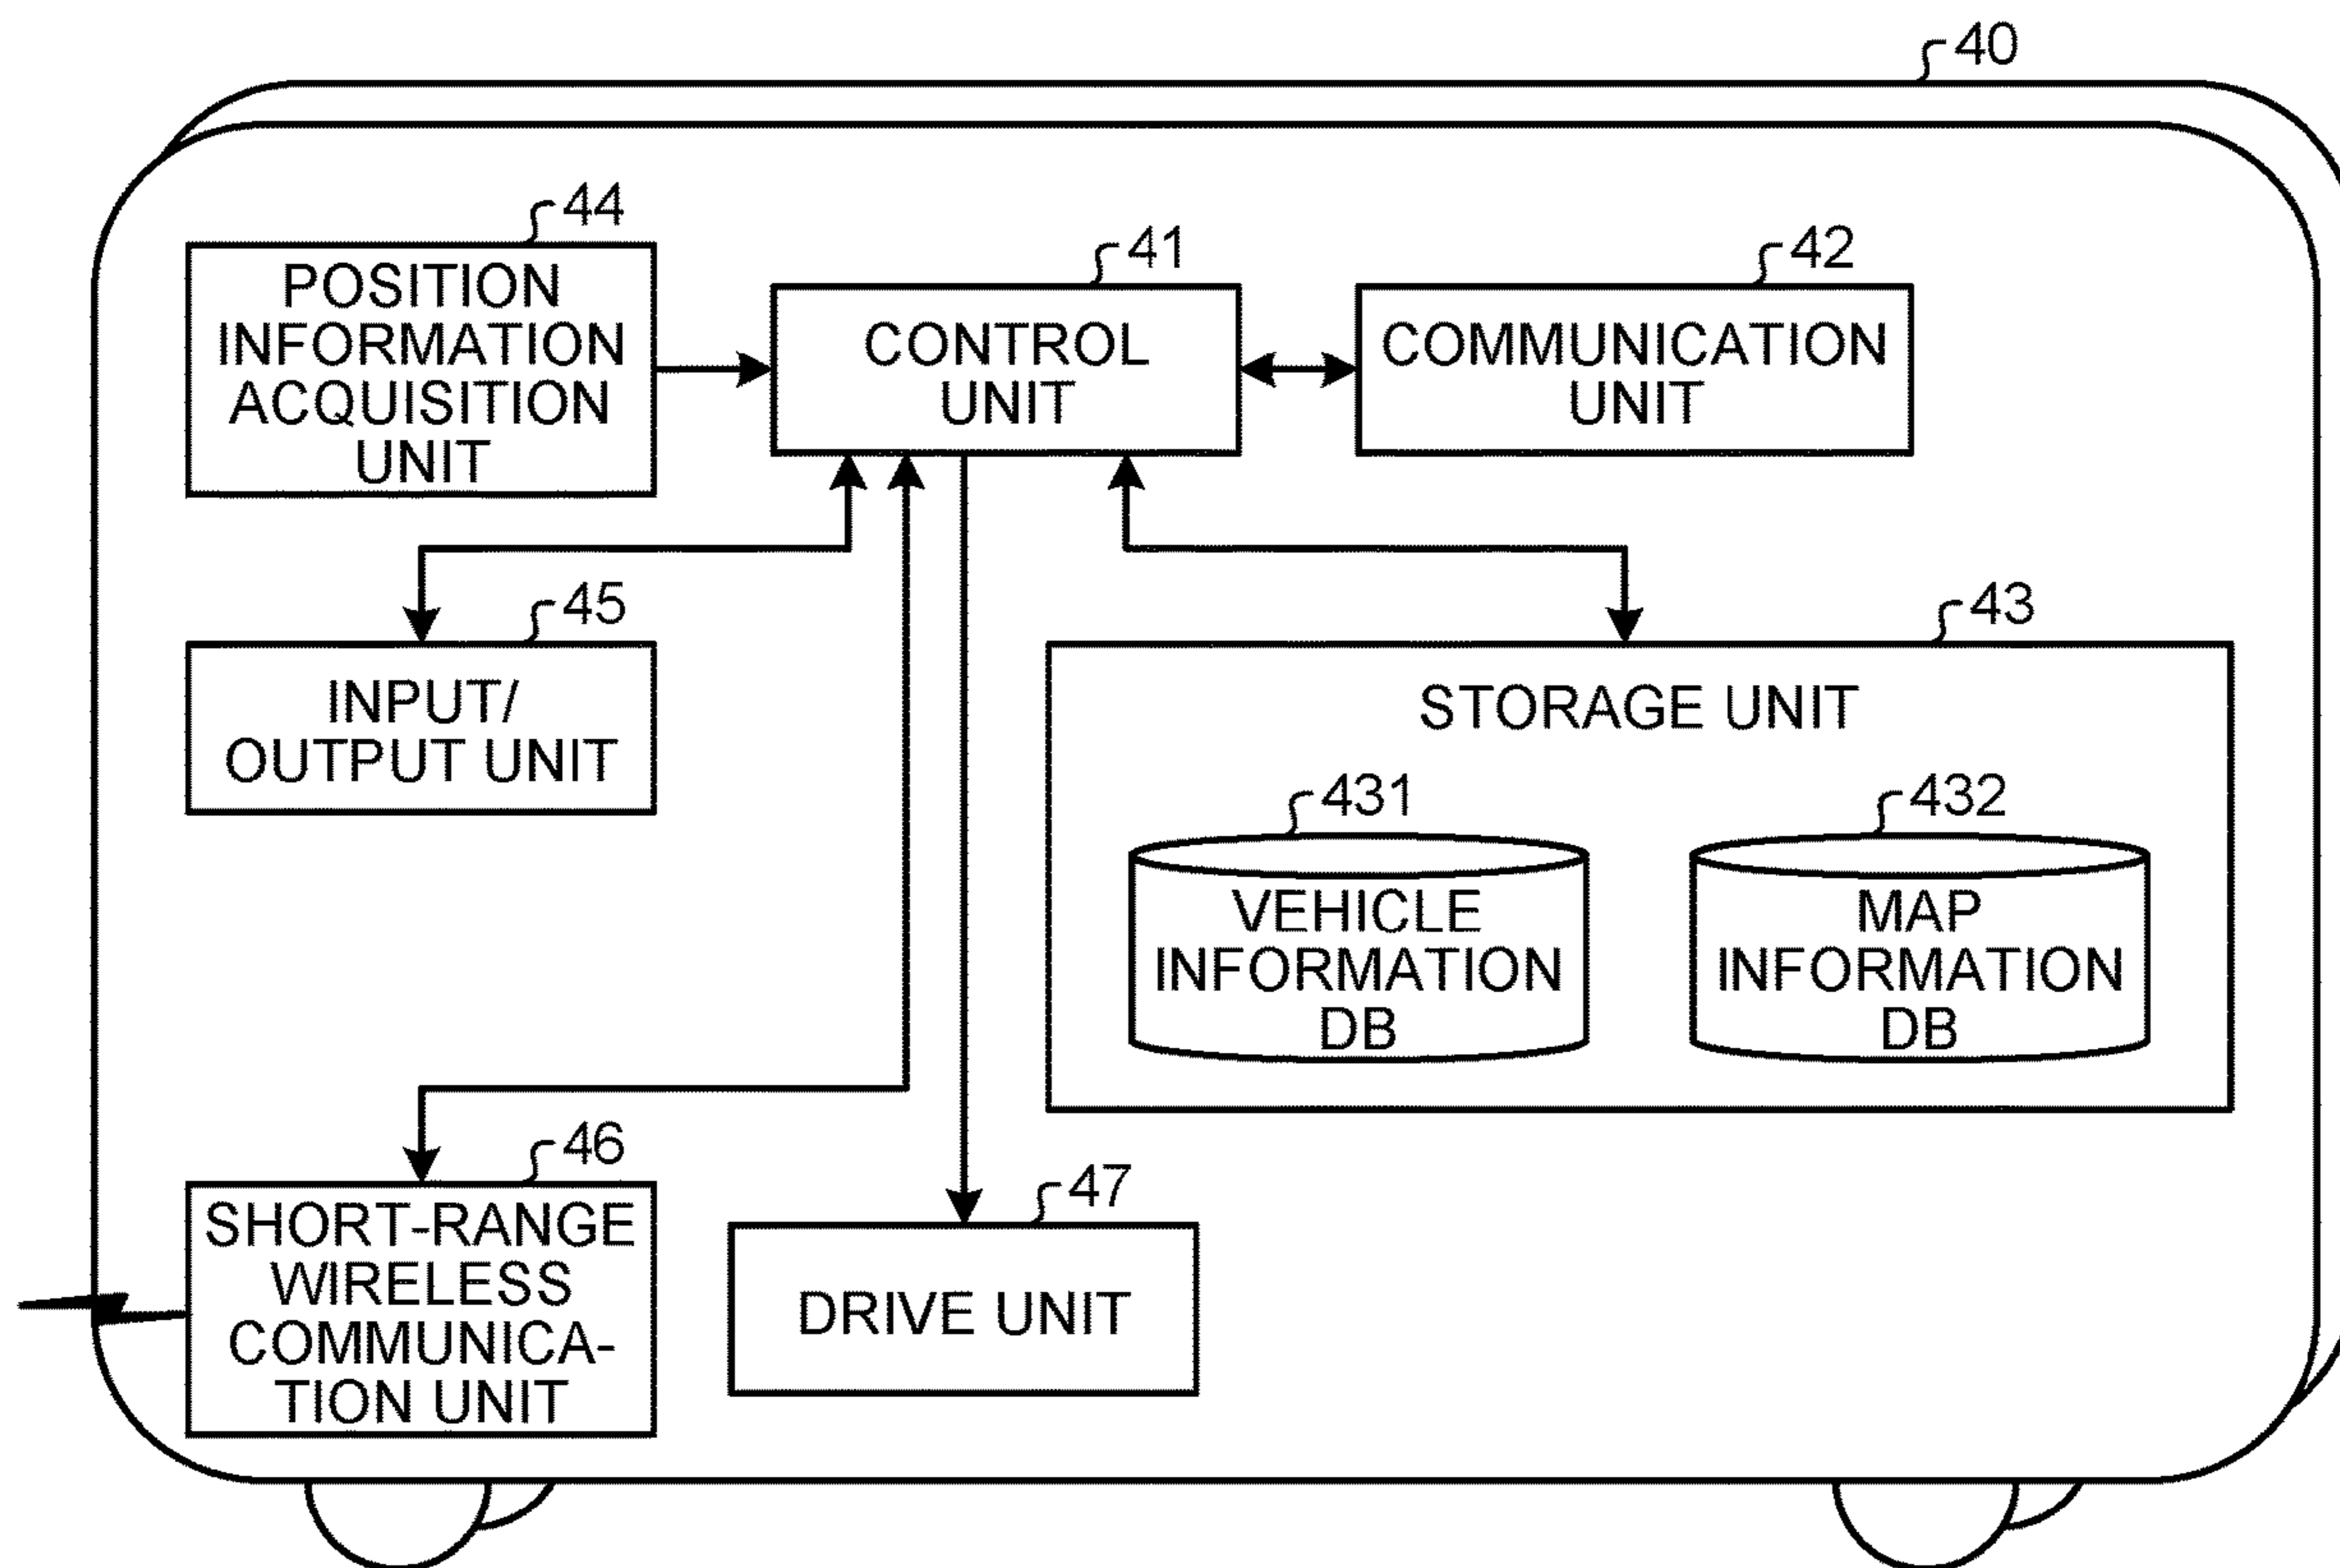 40
44
POSITION
INFORMATION
ACQUISITION
UNIT
41
CONTROL
UNIT
42
COMMUNICATION
UNIT
45
INPUT/
OUTPUT UNIT
43
STORAGE UNIT
431
VEHICLE
INFORMATION
DB
432
MAP
INFORMATION
DB
46
SHORT-RANGE
WIRELESS
COMMUNICA-
TION UNIT
47
DRIVE UNIT